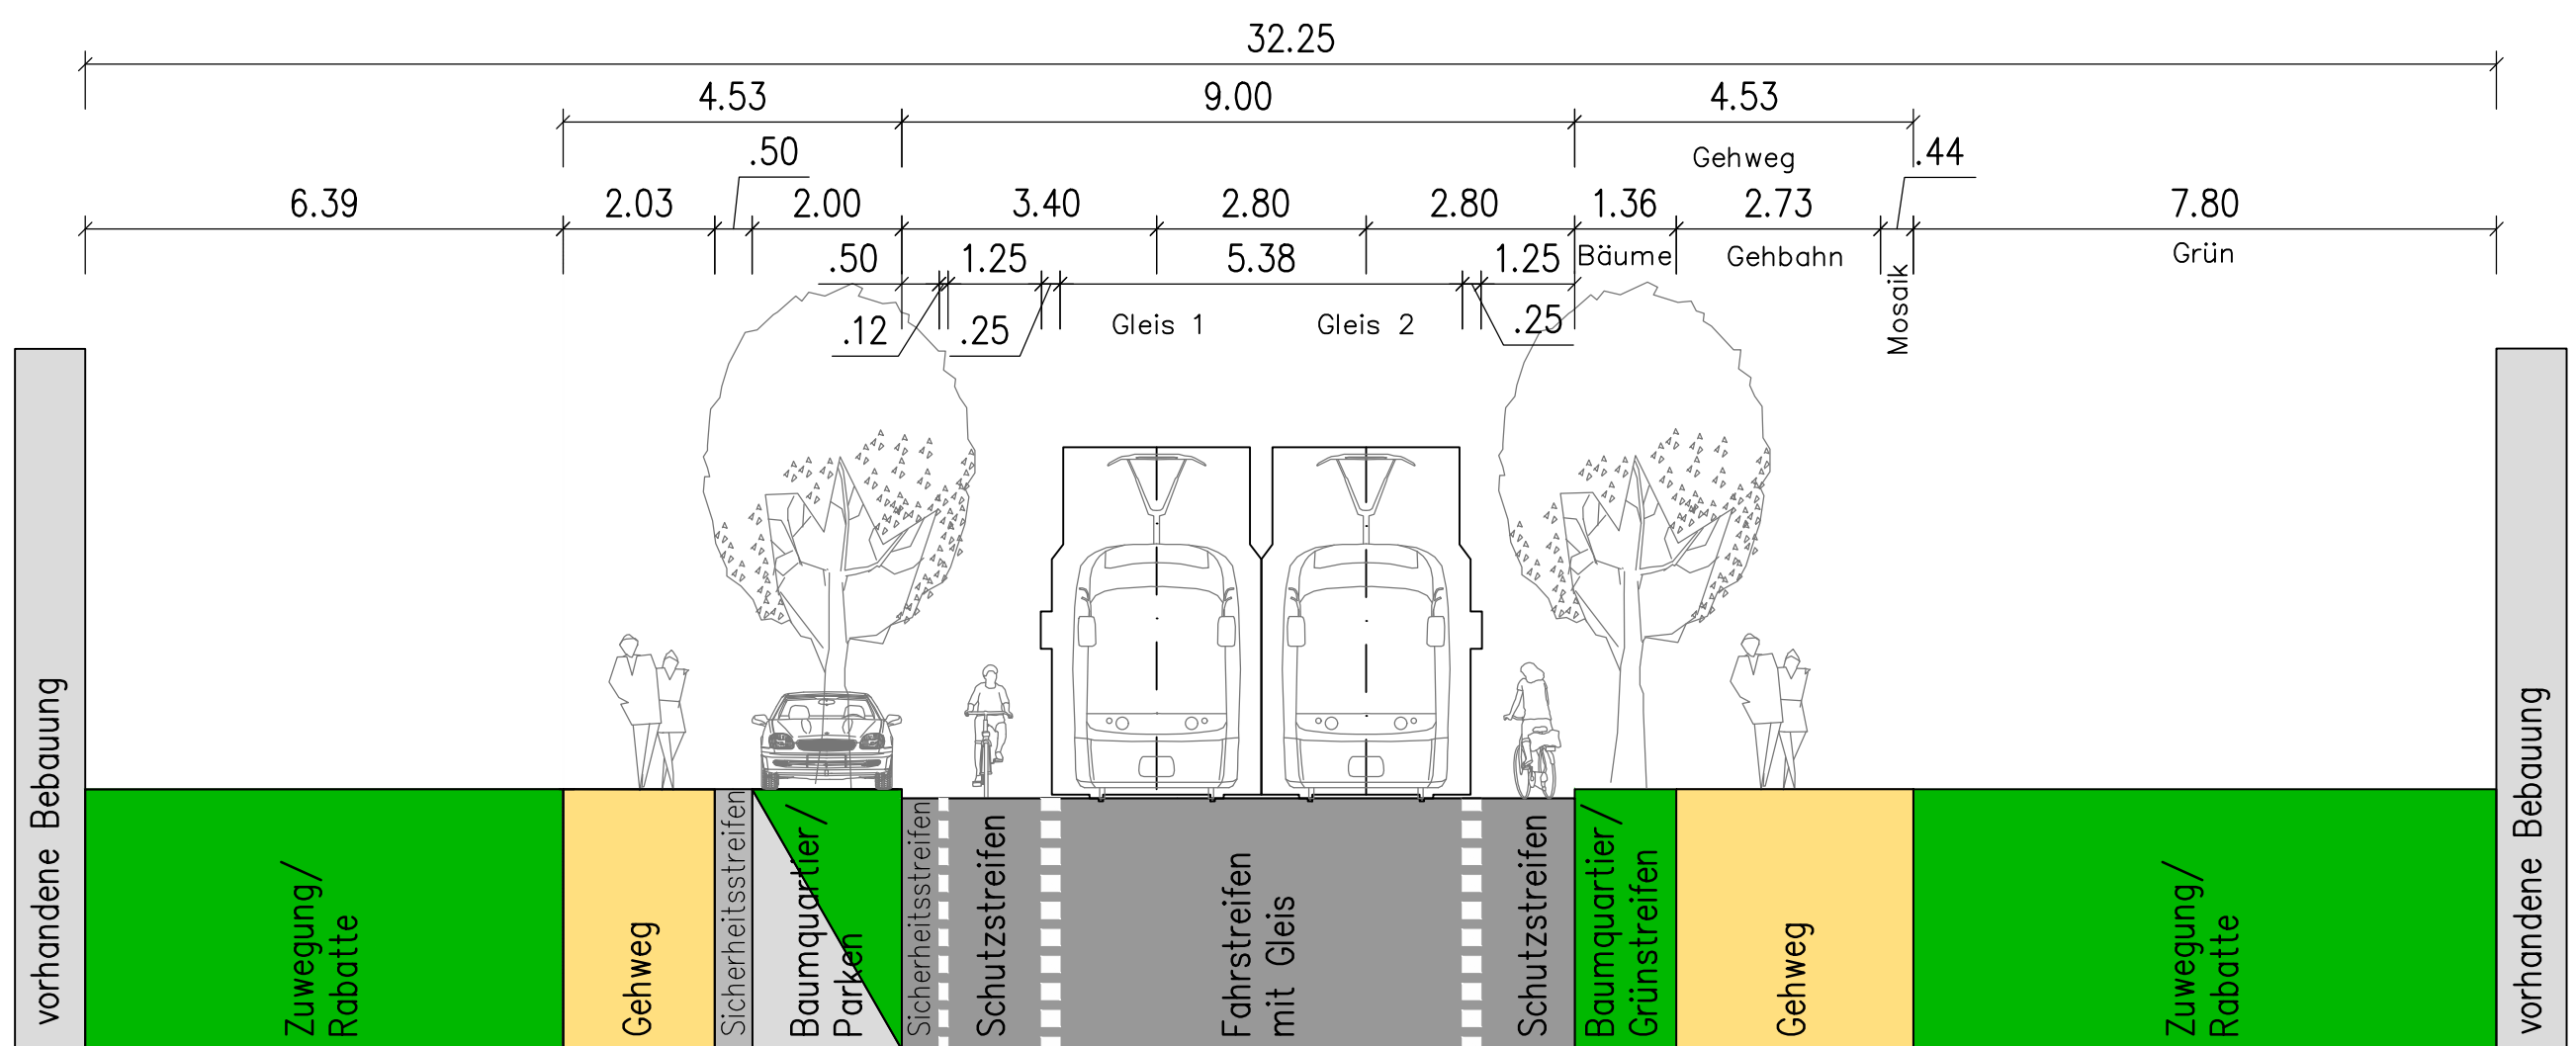 32.25
4.53
9.00
4.53
.50
Gehweg
.44
6.39
2.03
2.00
3.40
2.80
2.80
1.36
2.73
7.80
.50
1.25
5.38
1.25
Bäume
Gehbahn
Mosaik
Grün
.12
.25
Gleis 1
Gleis 2
.25
vorhandene Bebauung
Zuwegung/
Rabatte
Gehweg
Sicherheitsstreifen
Baumquartier/
Parken
Sicherheitsstreifen
Schutzstreifen
Fahrstreifen
mit Gleis
Schutzstreifen
Baumquartier/
Grünstreifen
Gehweg
Zuwegung/
Rabatte
vorhandene Bebauung